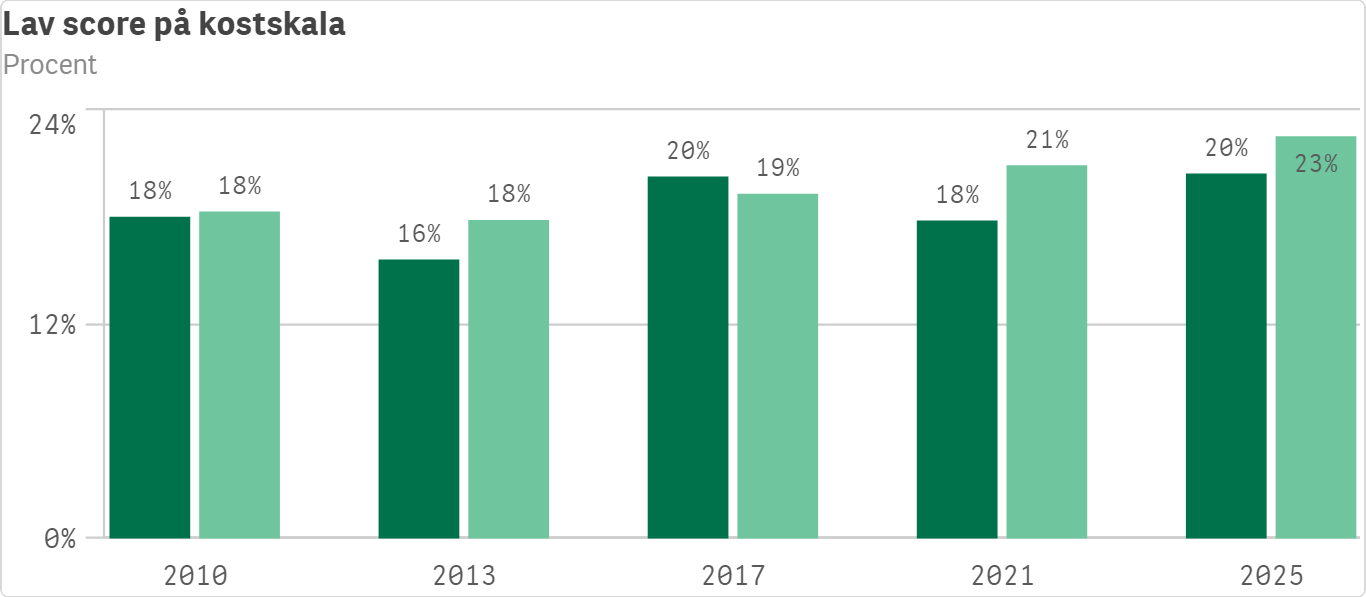 Lav score på kostskala
Procent
24%
12%
0%
18% 18% 16% 18% 20% 19% 18% 21% 20% 23%
2010 2013 2017 2021 2025